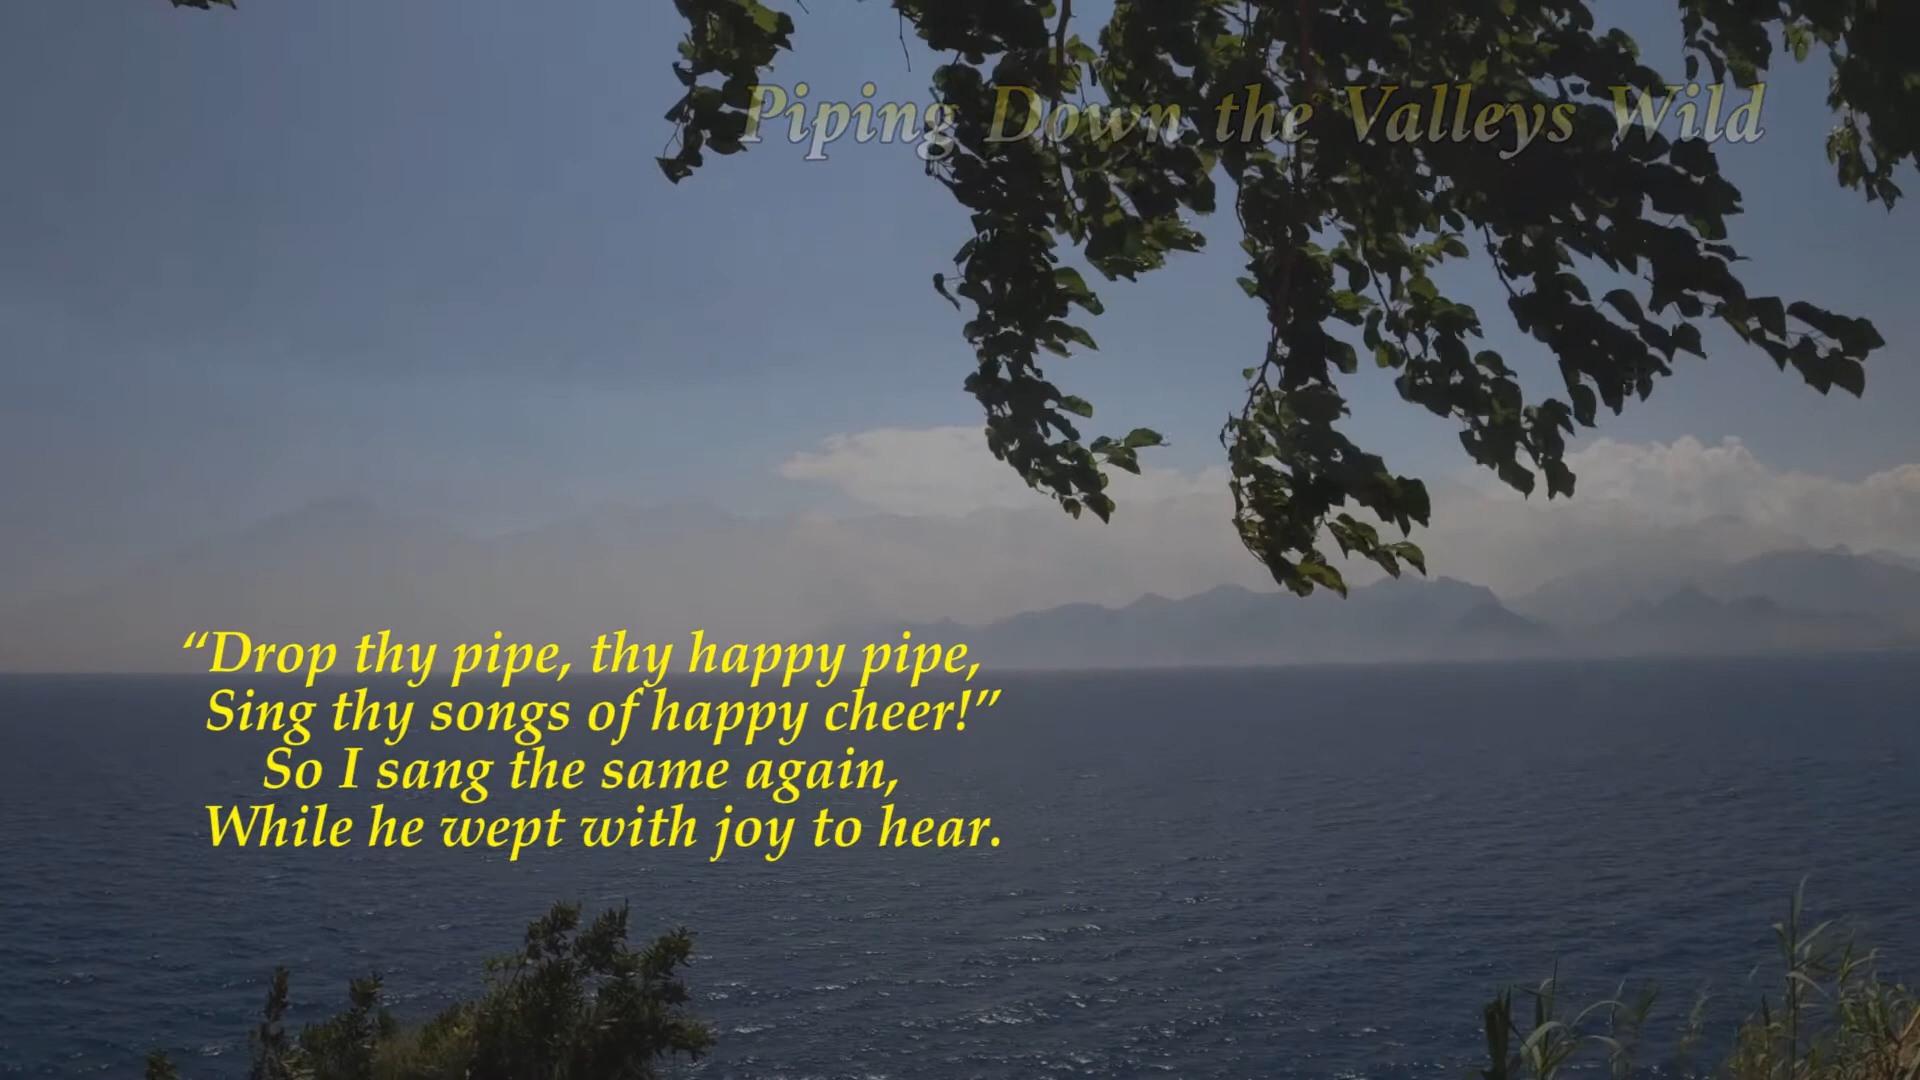 Piping Down the Valleys Wild
“Drop thy pipe, thy happy pipe,
Sing thy songs of happy cheer!”
So I sang the same again,
While he wept with joy to hear.